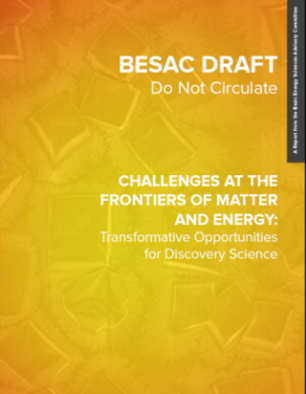 BESAC DRAFT
Do Not Circulate
CHALLENGES AT THE
FRONTIERS OF MATTER
AND ENERGY:
Transformative Opportunities
for Discovery Science
A Report from the Basic Energy Sciences Advisory Committee